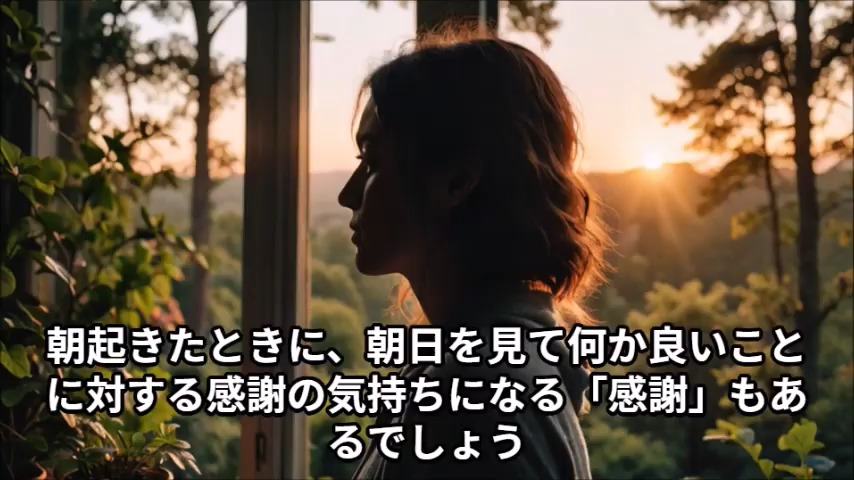 朝起きたときに、朝日を見て何か良いこと
に対する感謝の気持ちになる「感謝」もあ
るでしょう